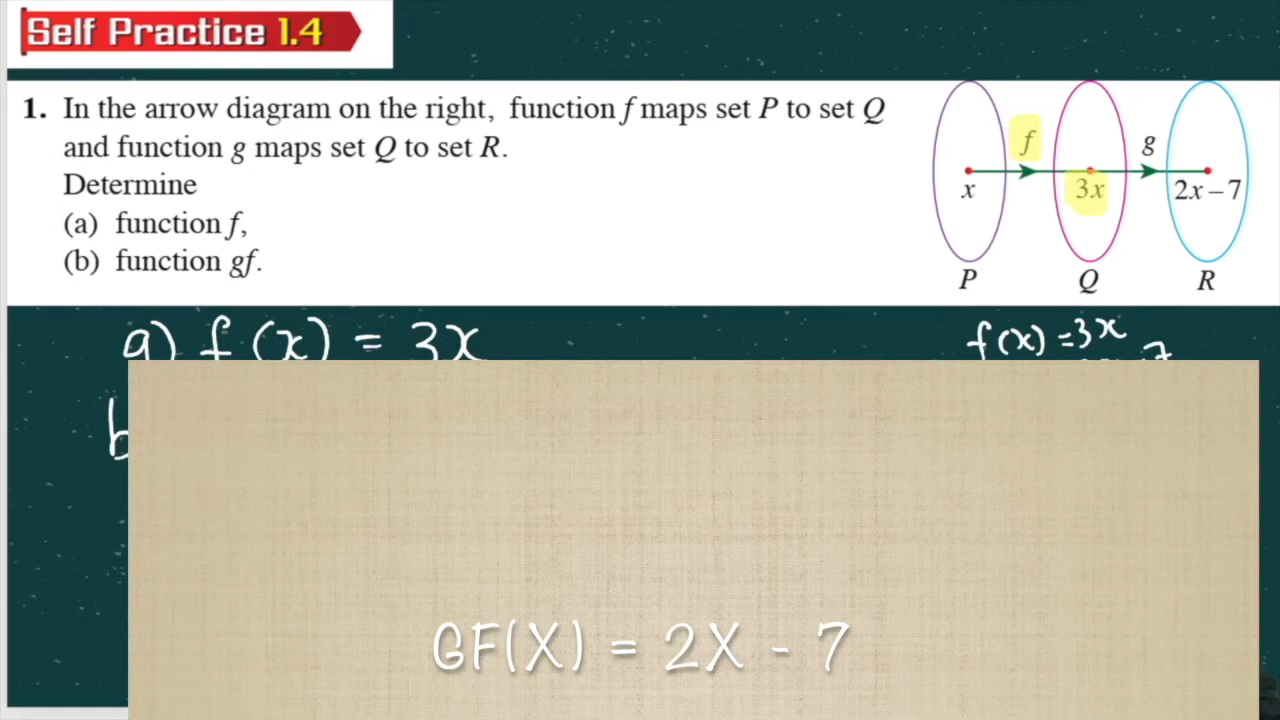 Self Practice 1.4
1. In the arrow diagram on the right, function f maps set P to set Q
and function g maps set Q to set R.
Determine
(a) function f,
(b) function gf.
f
g
x
3x
2x – 7
P
Q
R
a) f (x) = 3x
f(x) = 3x
7
b
GF(X) = 2X - 7